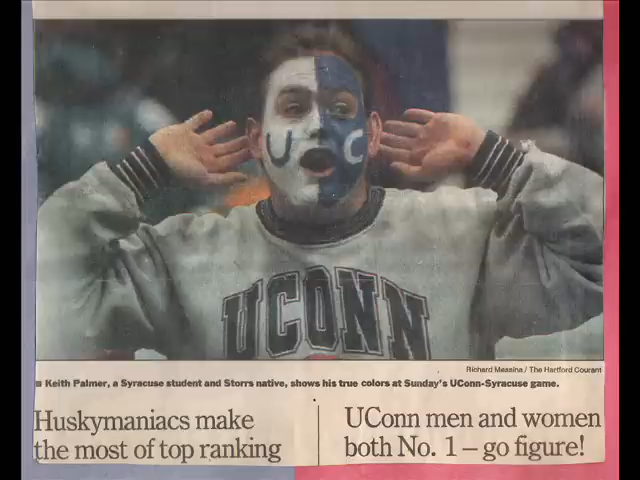 U C
UCONN
Richard Messina / The Hartford Courant
■ Keith Palmer, a Syracuse student and Storrs native, shows his true colors at Sunday's UConn-Syracuse game.
Huskymaniacs make
the most of top ranking
UConn men and women
both No. 1 – go figure!